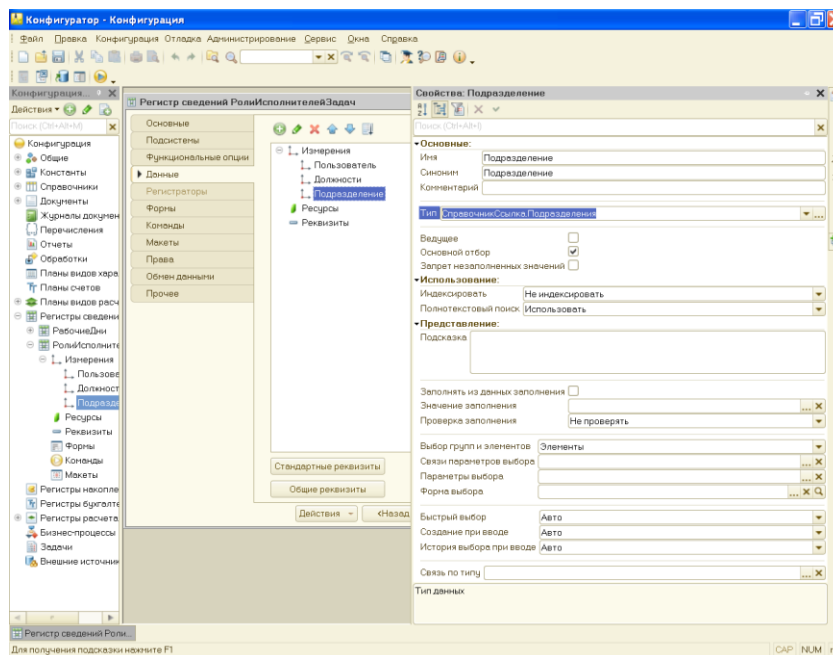 Конфигуратор - Конфигурация
Файл Правка Конфигурация Отладка Администрирование Сервис Окна Справка
Конфигурация...
Действия
Поиск (Ctrl+Alt+M)
Конфигурация
Общие
Константы
Справочники
Документы
Журналы докумен
Перечисления
Отчеты
Обработки
Планы видов хара
Планы счетов
Планы видов расч
Регистры сведени
РабочиеДни
РолиИсполните
Измерения
Пользова
Должност
Подразде
Ресурсы
Реквизиты
Формы
Команды
Макеты
Регистры накопле
Регистры бухгалте
Регистры расчета
Бизнес-процессы
Задачи
Внешние источник
Регистр сведений РолиИсполнителейЗадач
Основные
Подсистемы
Функциональные опции
Данные
Регистраторы
Формы
Команды
Макеты
Права
Обмен данными
Прочее
Измерения
Пользователь
Должности
Подразделение
Ресурсы
Реквизиты
Стандартные реквизиты
Общие реквизиты
Действия <Назад
Свойства: Подразделение
Поиск (Ctrl+Alt+I)
Основные:
Имя Подразделение
Синоним Подразделение
Комментарий
Тип СправочникСсылка.Подразделения
Ведущее
Основной отбор
Запрет незаполненных значений
Использование:
Индексировать Не индексировать
Полнотекстовый поиск Использовать
Представление:
Подсказка
Заполнять из данных заполнения
Значение заполнения
Проверка заполнения Не проверять
Выбор групп и элементов Элементы
Связи параметров выбора
Параметры выбора
Форма выбора
Быстрый выбор Авто
Создание при вводе Авто
История выбора при вводе Авто
Связь по типу
Тип данных
Регистр сведений Роли...
Для получения подсказки нажмите F1
CAP NUM